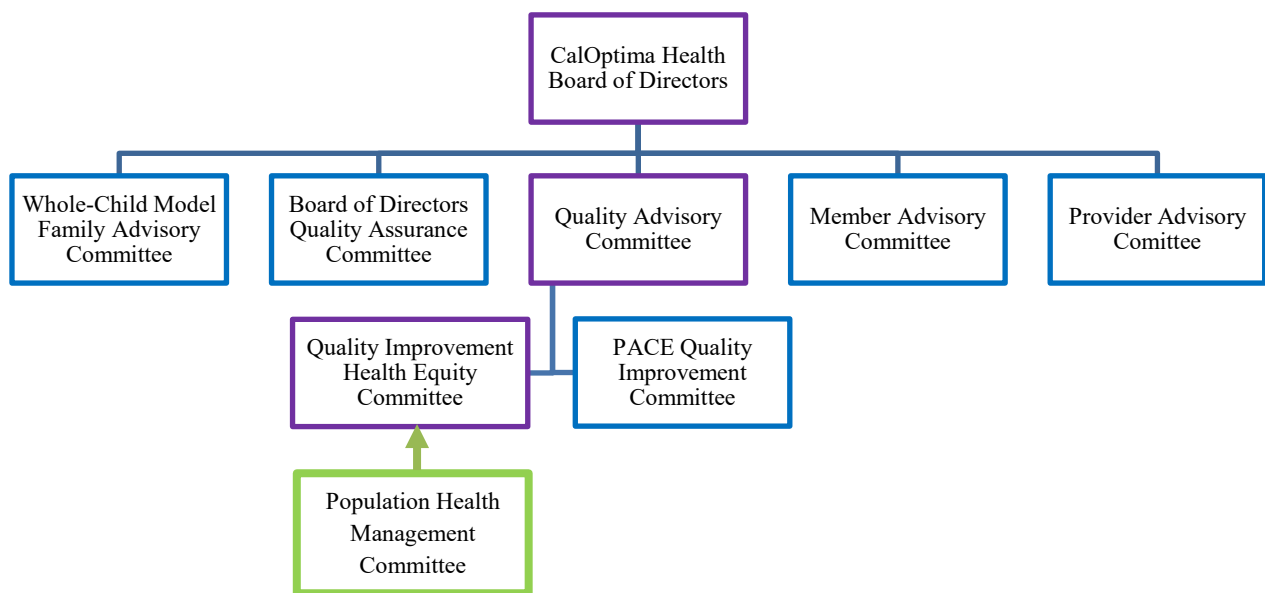 CalOptima Health
Board of Directors
Whole-Child Model
Family Advisory
Committee
Board of Directors
Quality Assurance
Committee
Quality Advisory
Committee
Member Advisory
Committee
Provider Advisory
Comittee
Quality Improvement
Health Equity
Committee
PACE Quality
Improvement
Committee
Population Health
Management
Committee